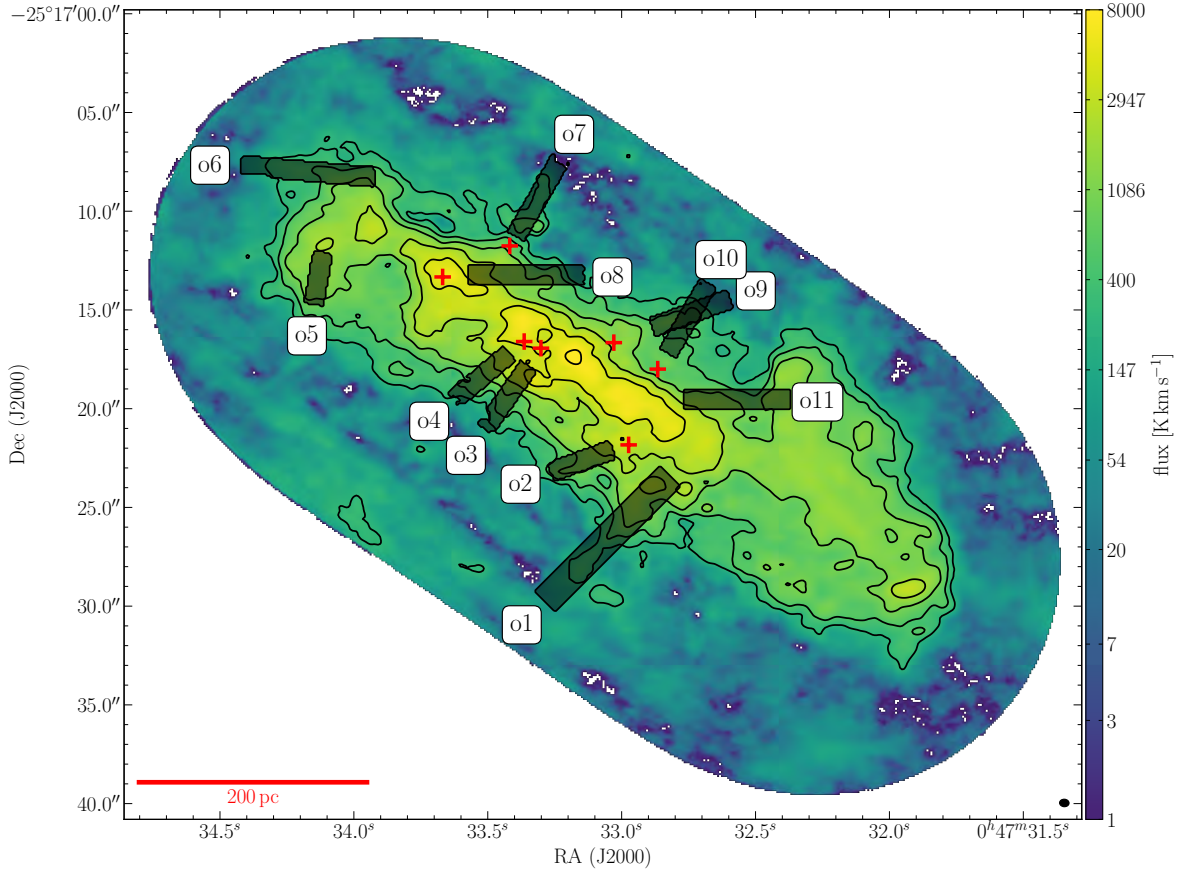 −25°17′00.00″
05.0″
10.0″
15.0″
20.0″
25.0″
30.0″
35.0″
40.0″
Dec (J2000)
o7
o6
o10
o9
o8
o5
o11
o4
o3
o2
o1
200 pc
34.5ˢ
34.0ˢ
33.5ˢ
33.0ˢ
32.5ˢ
32.0ˢ
0ʰ47ᵐ31.5ˢ
RA (J2000)
8000
2947
1086
400
147
54
20
7
3
1
flux [K km s⁻¹]